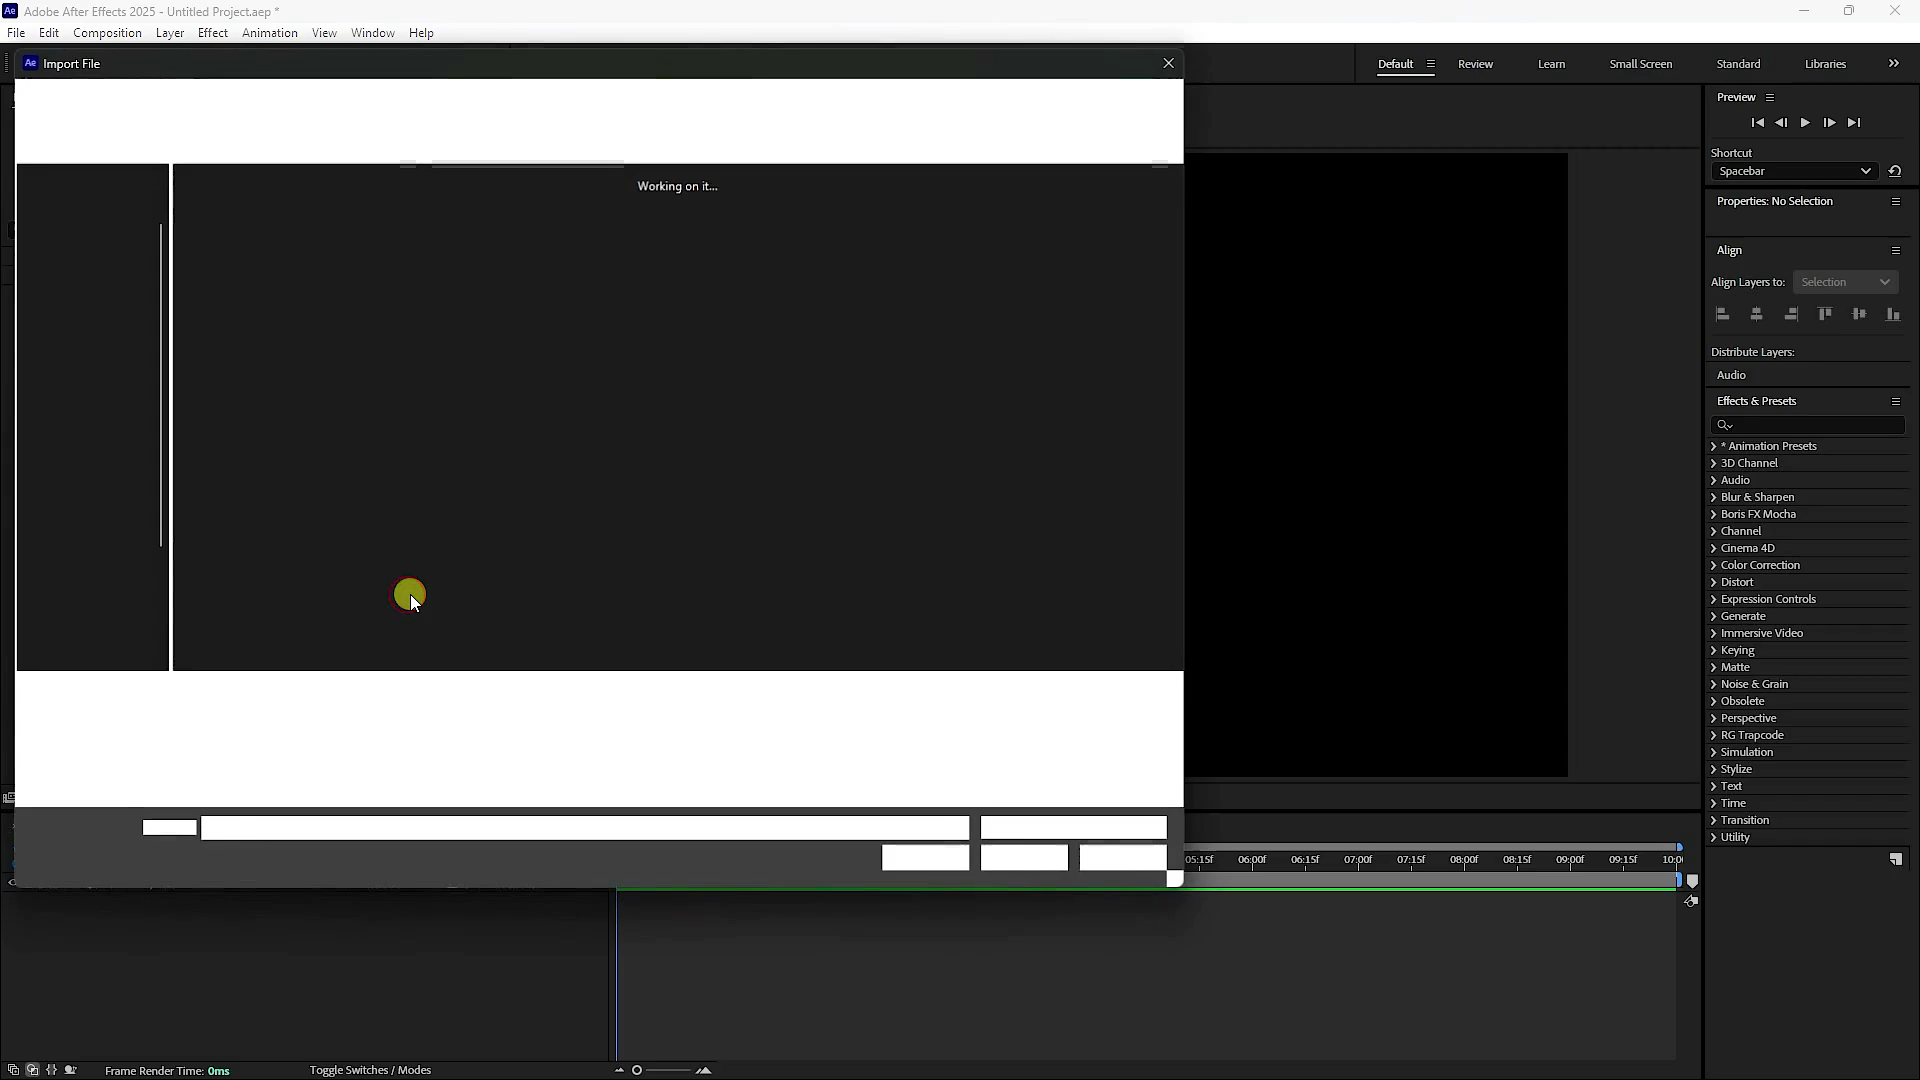 Ae Adobe After Effects 2025 - Untitled Project.aep *
File Edit Composition Layer Effect Animation View Window Help
Ae Import File
Default Review Learn Small Screen Standard Libraries
Working on it...
Preview
Shortcut
Spacebar
Properties: No Selection
Align
Align Layers to: Selection
Distribute Layers:
Audio
Effects & Presets
* Animation Presets
3D Channel
Audio
Blur & Sharpen
Boris FX Mocha
Channel
Cinema 4D
Color Correction
Distort
Expression Controls
Generate
Immersive Video
Keying
Matte
Noise & Grain
Obsolete
Perspective
RG Trapcode
Simulation
Stylize
Text
Time
Transition
Utility
05:15f 06:00f 06:15f 07:00f 07:15f 08:00f 08:15f 09:00f 09:15f 10:0
Frame Render Time: 0ms Toggle Switches / Modes